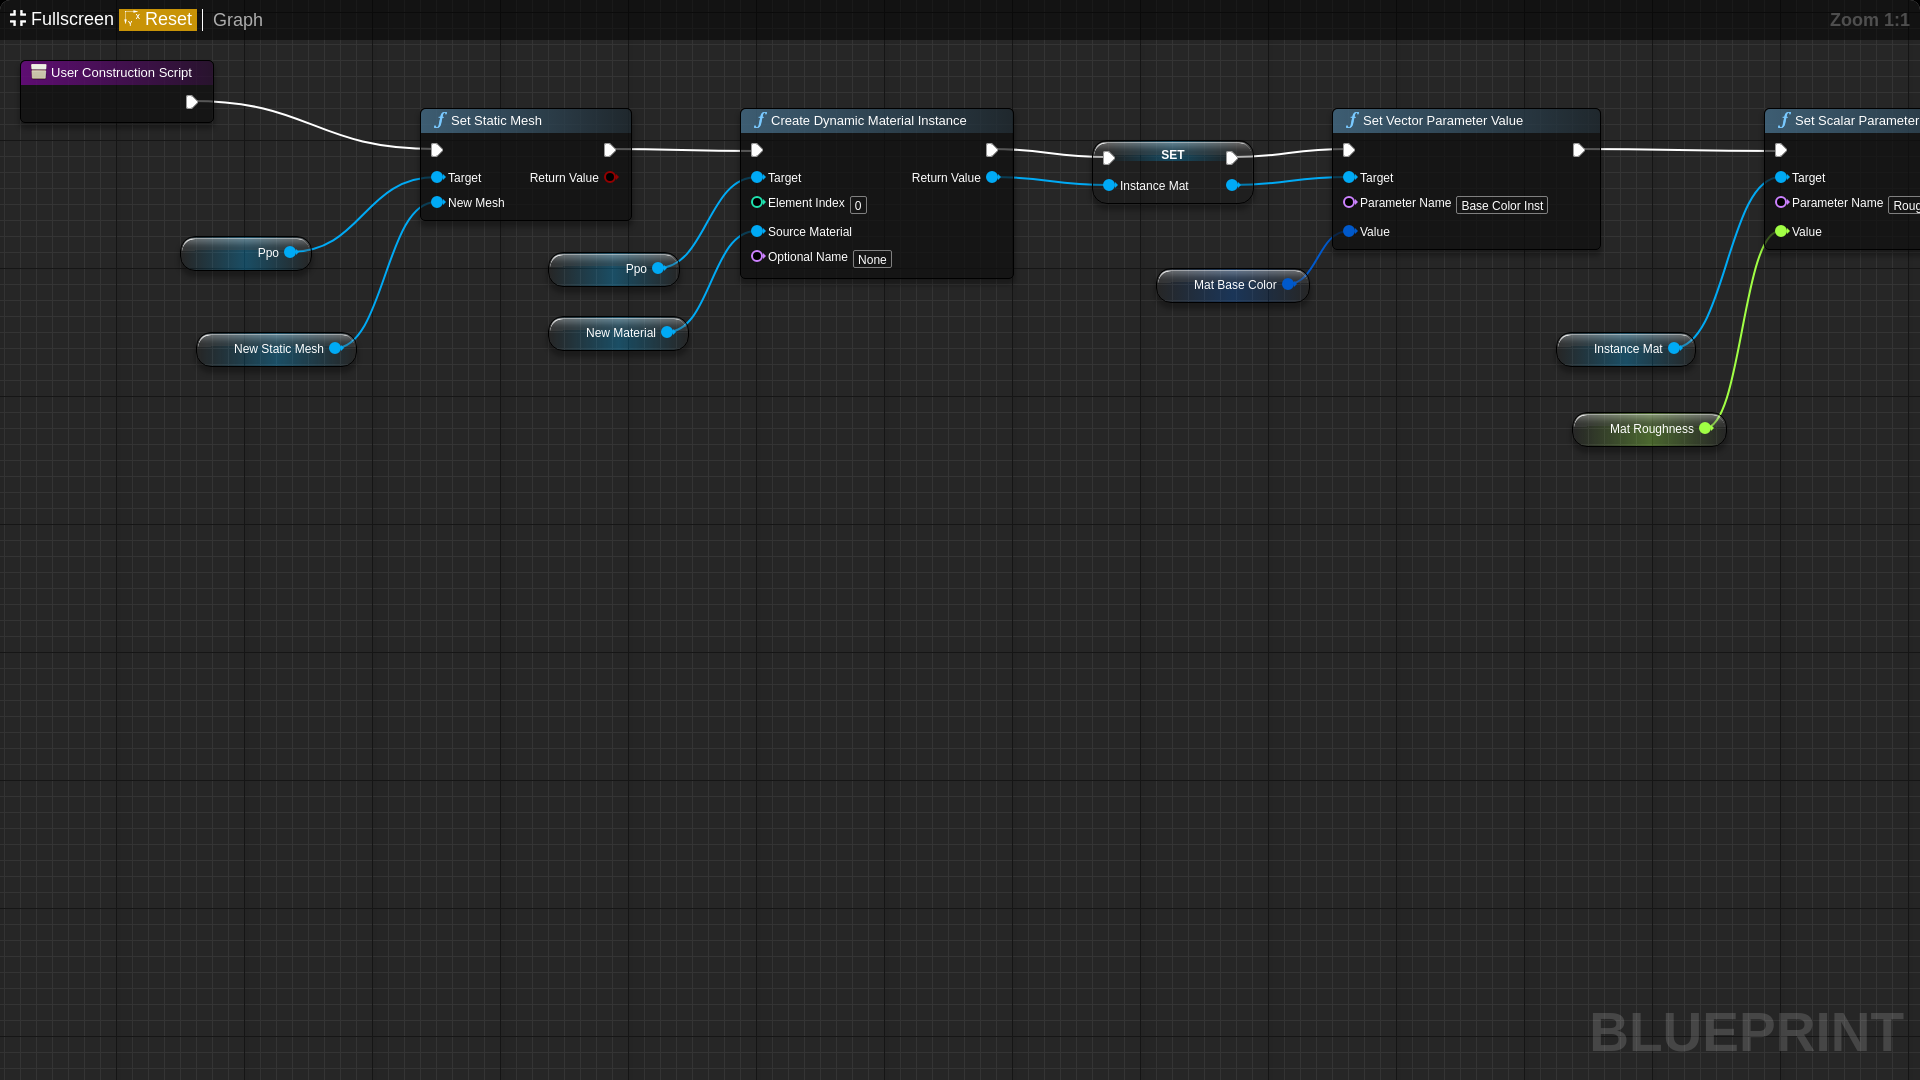 Fullscreen Reset Graph Zoom 1:1
User Construction Script
Set Static Mesh
Target Return Value
New Mesh
Ppo
New Static Mesh
Create Dynamic Material Instance
Target Return Value
Element Index 0
Source Material
Optional Name None
Ppo
New Material
SET
Instance Mat
Set Vector Parameter Value
Target
Parameter Name Base Color Inst
Value
Mat Base Color
Set Scalar Parameter
Target
Parameter Name Roug
Value
Instance Mat
Mat Roughness
BLUEPRINT